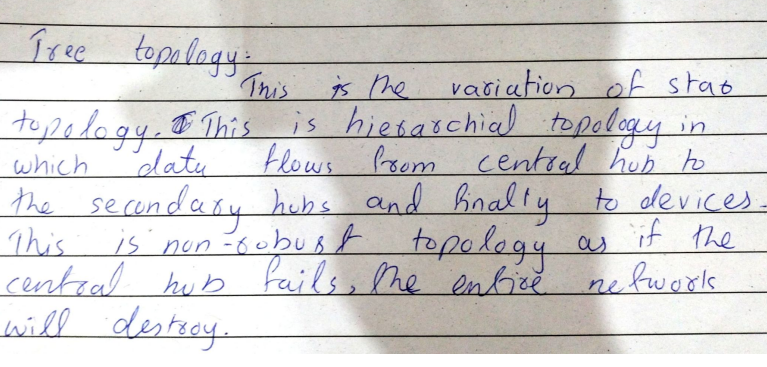 Tree topology:
This is the variation of star
topology. This is hierarchial topology in
which data flows from central hub to
the secondary hubs and finally to devices.
This is non-robust topology as if the
central hub fails, the entire network
will destroy.